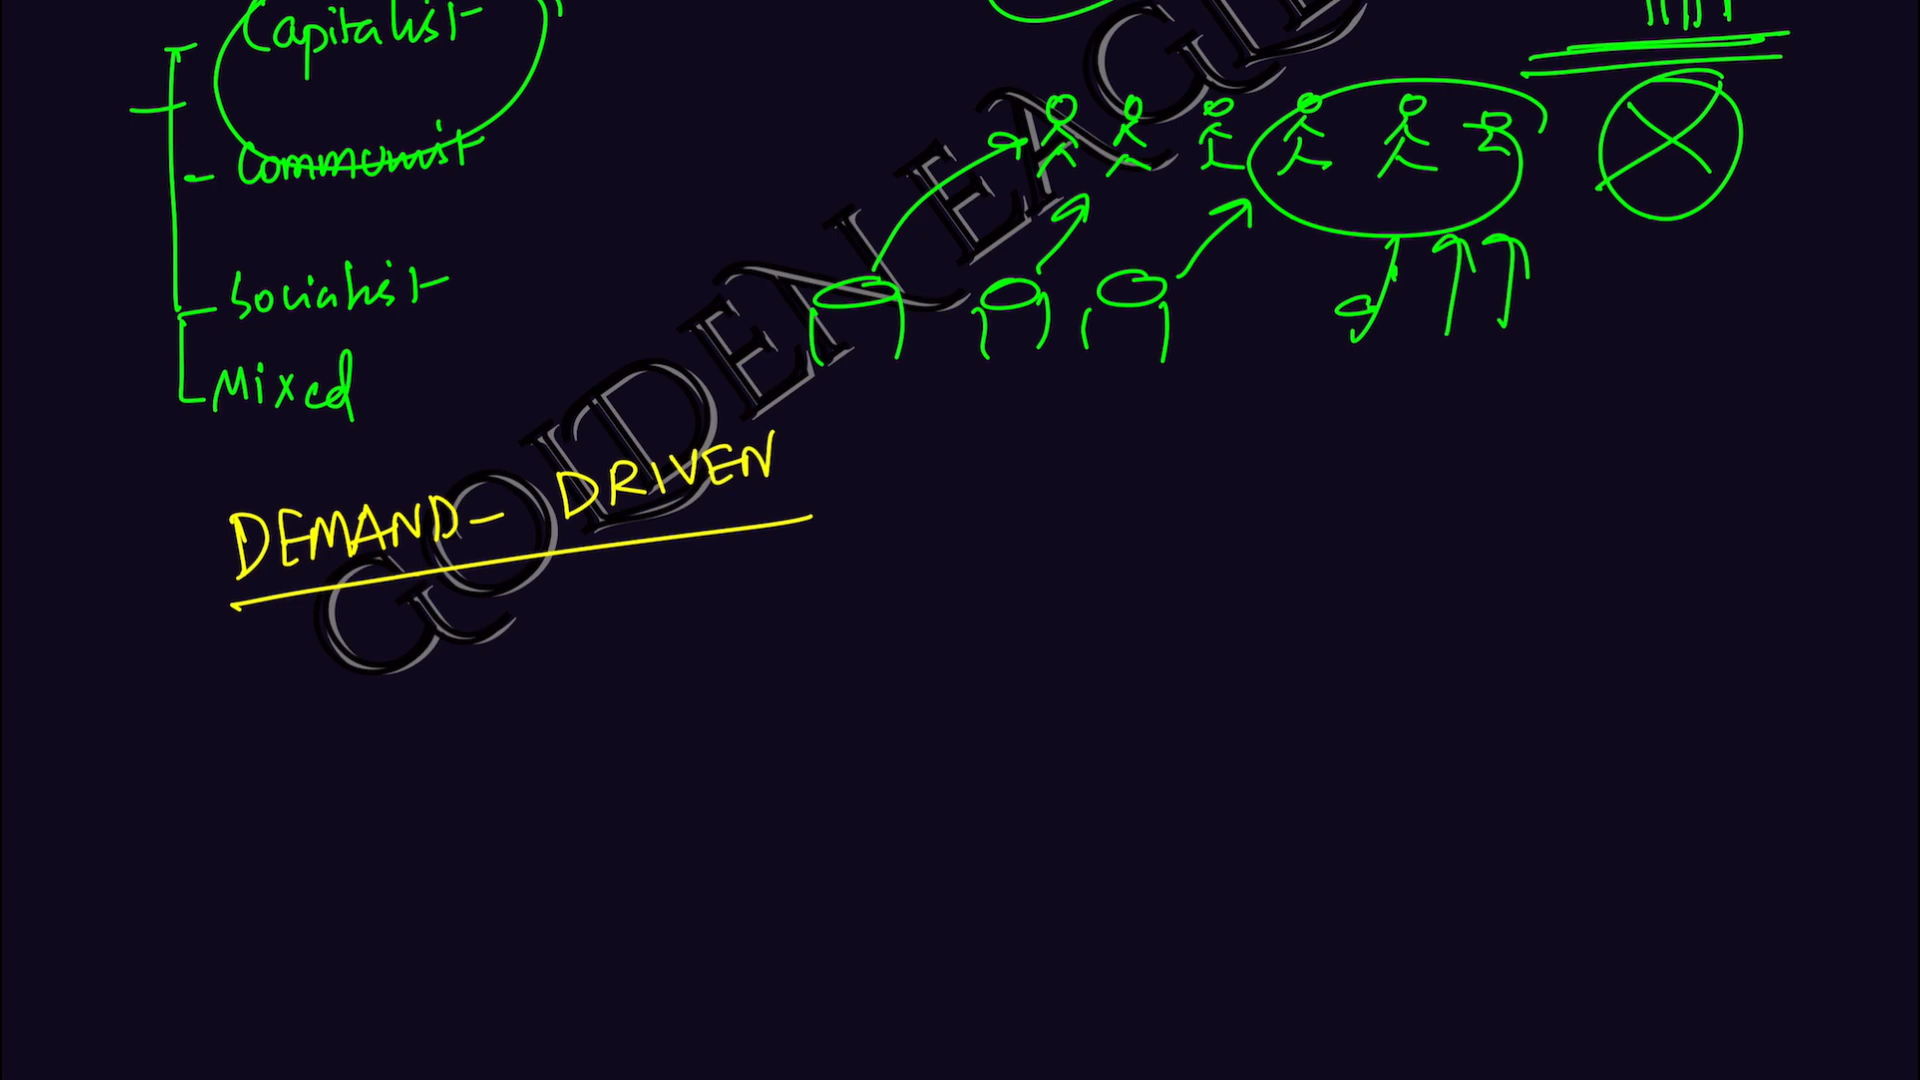 Capitalist
- Communist
- Socialist
Mixed
DEMAND - DRIVEN
GOLDEN EAGLE